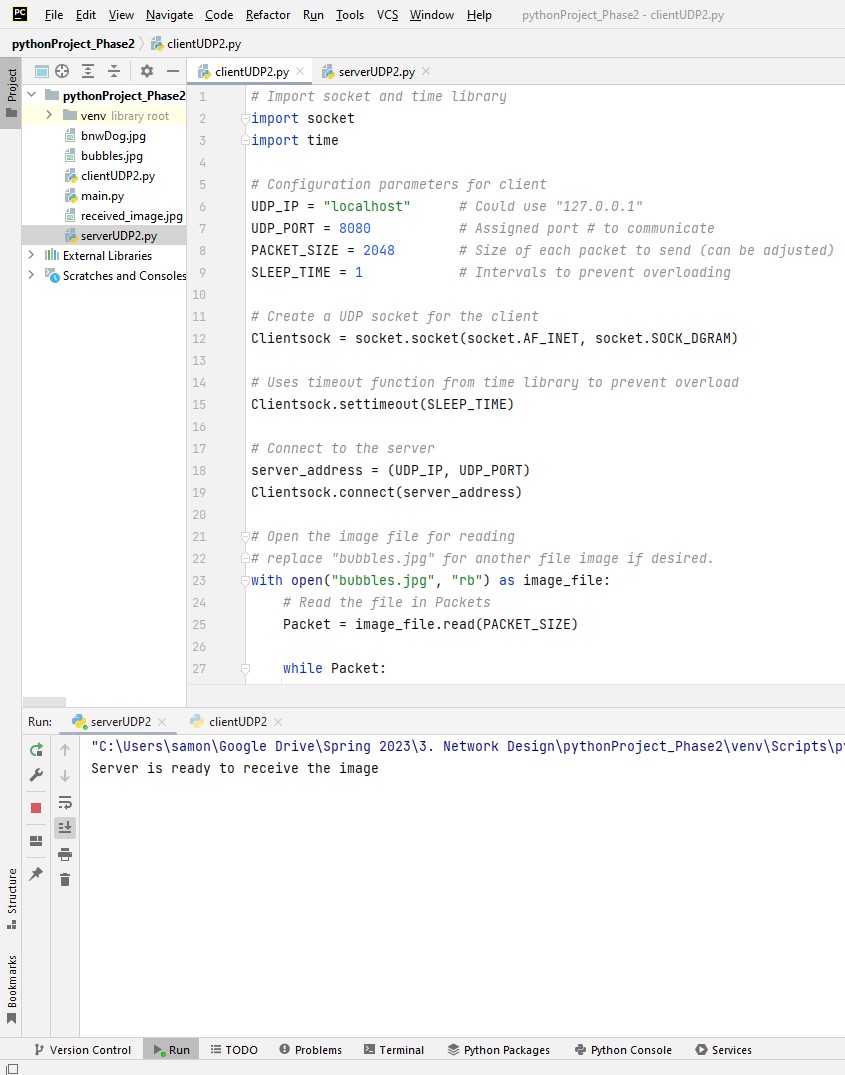 PC File Edit View Navigate Code Refactor Run Tools VCS Window Help pythonProject_Phase2 - clientUDP2.py
pythonProject_Phase2 clientUDP2.py
Project
clientUDP2.py serverUDP2.py
pythonProject_Phase2
venv library root
bnwDog.jpg
bubbles.jpg
clientUDP2.py
main.py
received_image.jpg
serverUDP2.py
External Libraries
Scratches and Consoles
1 # Import socket and time library
2 import socket
3 import time
4
5 # Configuration parameters for client
6 UDP_IP = "localhost" # Could use "127.0.0.1"
7 UDP_PORT = 8080 # Assigned port # to communicate
8 PACKET_SIZE = 2048 # Size of each packet to send (can be adjusted)
9 SLEEP_TIME = 1 # Intervals to prevent overloading
10
11 # Create a UDP socket for the client
12 Clientsock = socket.socket(socket.AF_INET, socket.SOCK_DGRAM)
13
14 # Uses timeout function from time library to prevent overload
15 Clientsock.settimeout(SLEEP_TIME)
16
17 # Connect to the server
18 server_address = (UDP_IP, UDP_PORT)
19 Clientsock.connect(server_address)
20
21 # Open the image file for reading
22 # replace "bubbles.jpg" for another file image if desired.
23 with open("bubbles.jpg", "rb") as image_file:
24 # Read the file in Packets
25 Packet = image_file.read(PACKET_SIZE)
26
27 while Packet:
Run: serverUDP2 clientUDP2
"C:\Users\samon\Google Drive\Spring 2023\3. Network Design\pythonProject_Phase2\venv\Scripts\py
Server is ready to receive the image
Structure
Bookmarks
Version Control Run TODO Problems Terminal Python Packages Python Console Services